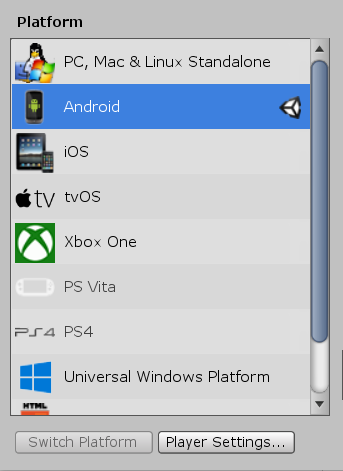 Platform
PC, Mac & Linux Standalone
Android
iOS
tv
tvOS
Xbox One
PS Vita
PS4
PS4
Universal Windows Platform
HTML
Switch Platform
Player Settings...